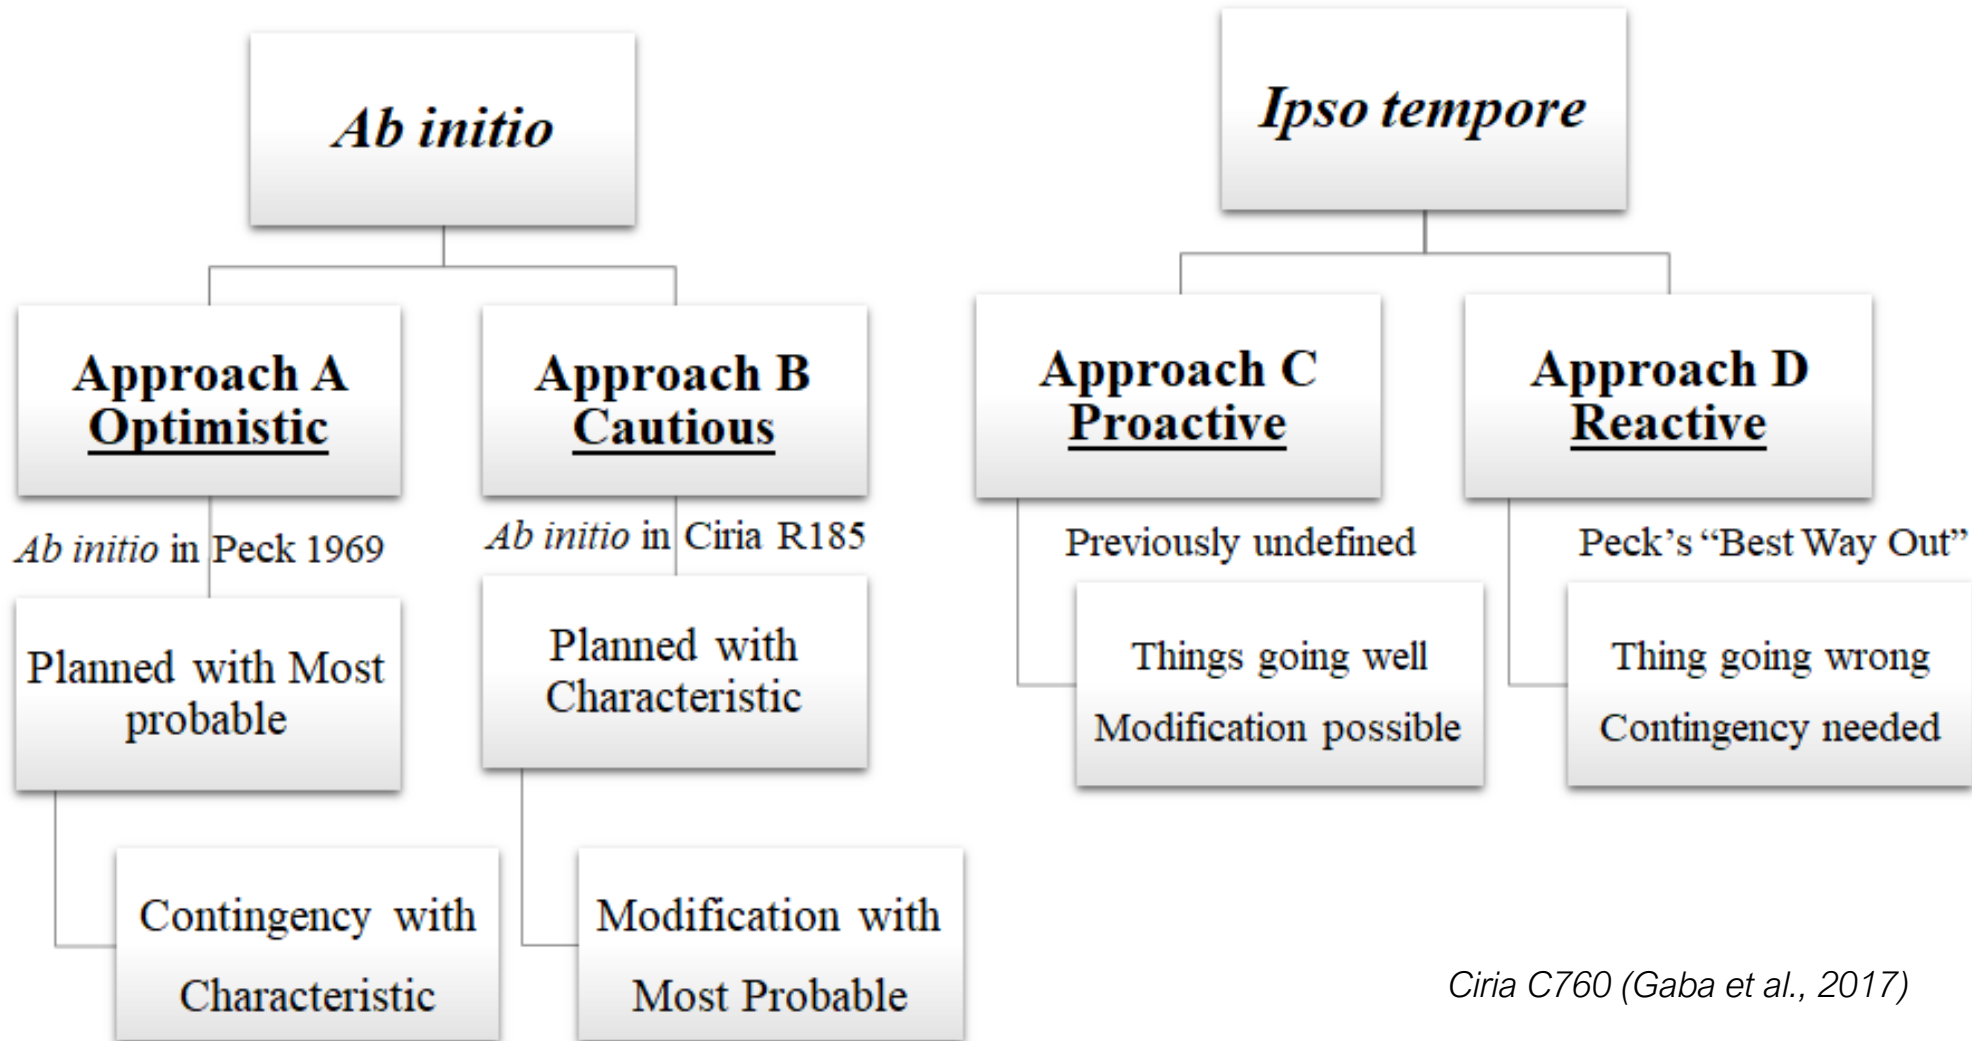 Ab initio
Approach A
Optimistic
Ab initio in Peck 1969
Planned with Most
probable
Contingency with
Characteristic
Approach B
Cautious
Ab initio in Ciria R185
Planned with
Characteristic
Modification with
Most Probable
Ipso tempore
Approach C
Proactive
Previously undefined
Things going well
Modification possible
Approach D
Reactive
Peck's “Best Way Out”
Thing going wrong
Contingency needed
Ciria C760 (Gaba et al., 2017)